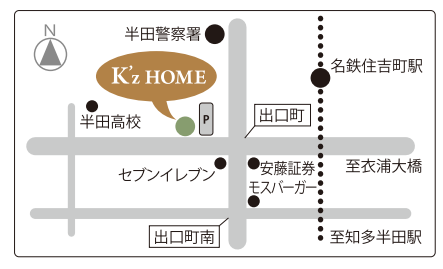 N
半田警察署
K'z HOME
名鉄住吉町駅
P
出口町
半田高校
至衣浦大橋
セブンイレブン
安藤証券
モスバーガー
出口町南
至知多半田駅